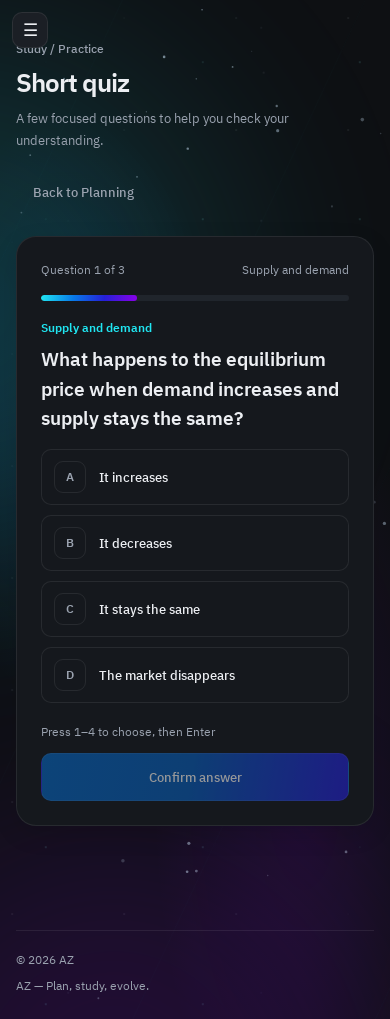 Study / Practice
Short quiz
A few focused questions to help you check your
understanding.
Back to Planning
Question 1 of 3
Supply and demand
Supply and demand
What happens to the equilibrium
price when demand increases and
supply stays the same?
A It increases
B It decreases
C It stays the same
D The market disappears
Press 1–4 to choose, then Enter
Confirm answer
© 2026 AZ
AZ — Plan, study, evolve.